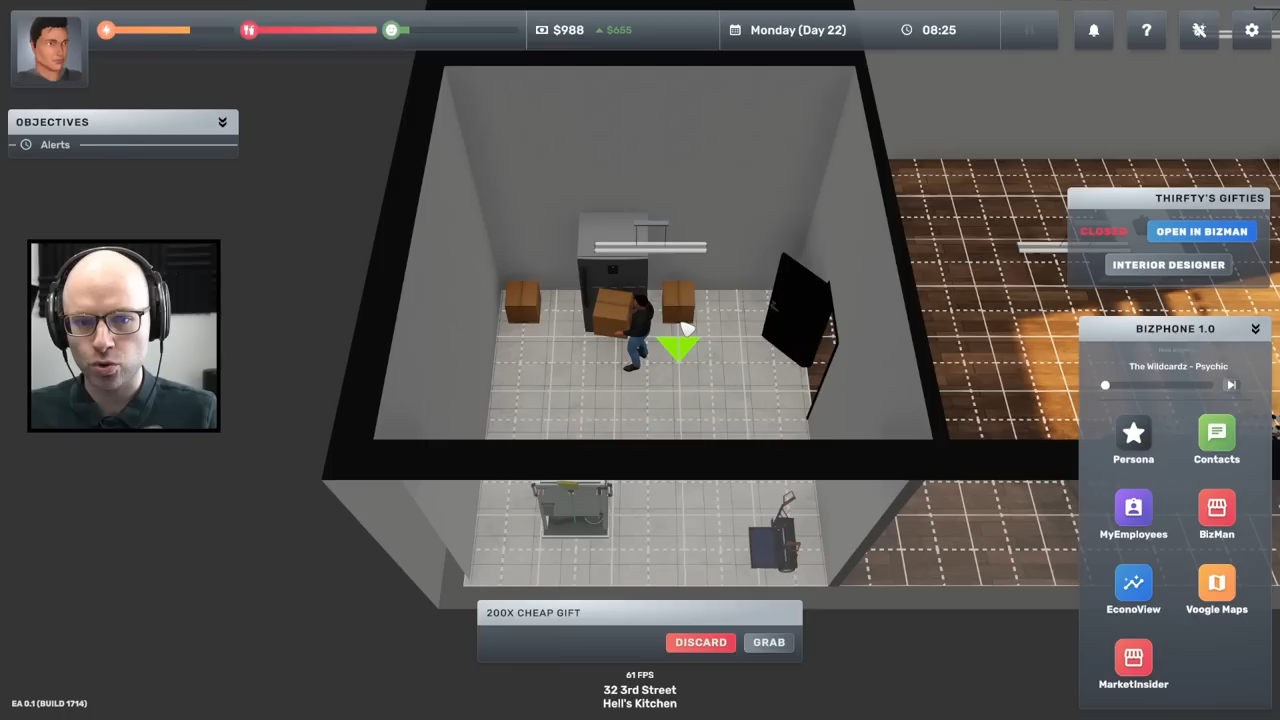 $988
$655
Monday (Day 22)
08:25
?
OBJECTIVES
Alerts
THIRFTY'S GIFTIES
CLOSED
OPEN IN BIZMAN
INTERIOR DESIGNER
BIZPHONE 1.0
The Wildcardz - Psychic
Persona
Contacts
MyEmployees
BizMan
EconoView
Voogle Maps
MarketInsider
200X CHEAP GIFT
DISCARD
GRAB
61 FPS
32 3rd Street
Hell's Kitchen
EA 0.1 (BUILD 1714)